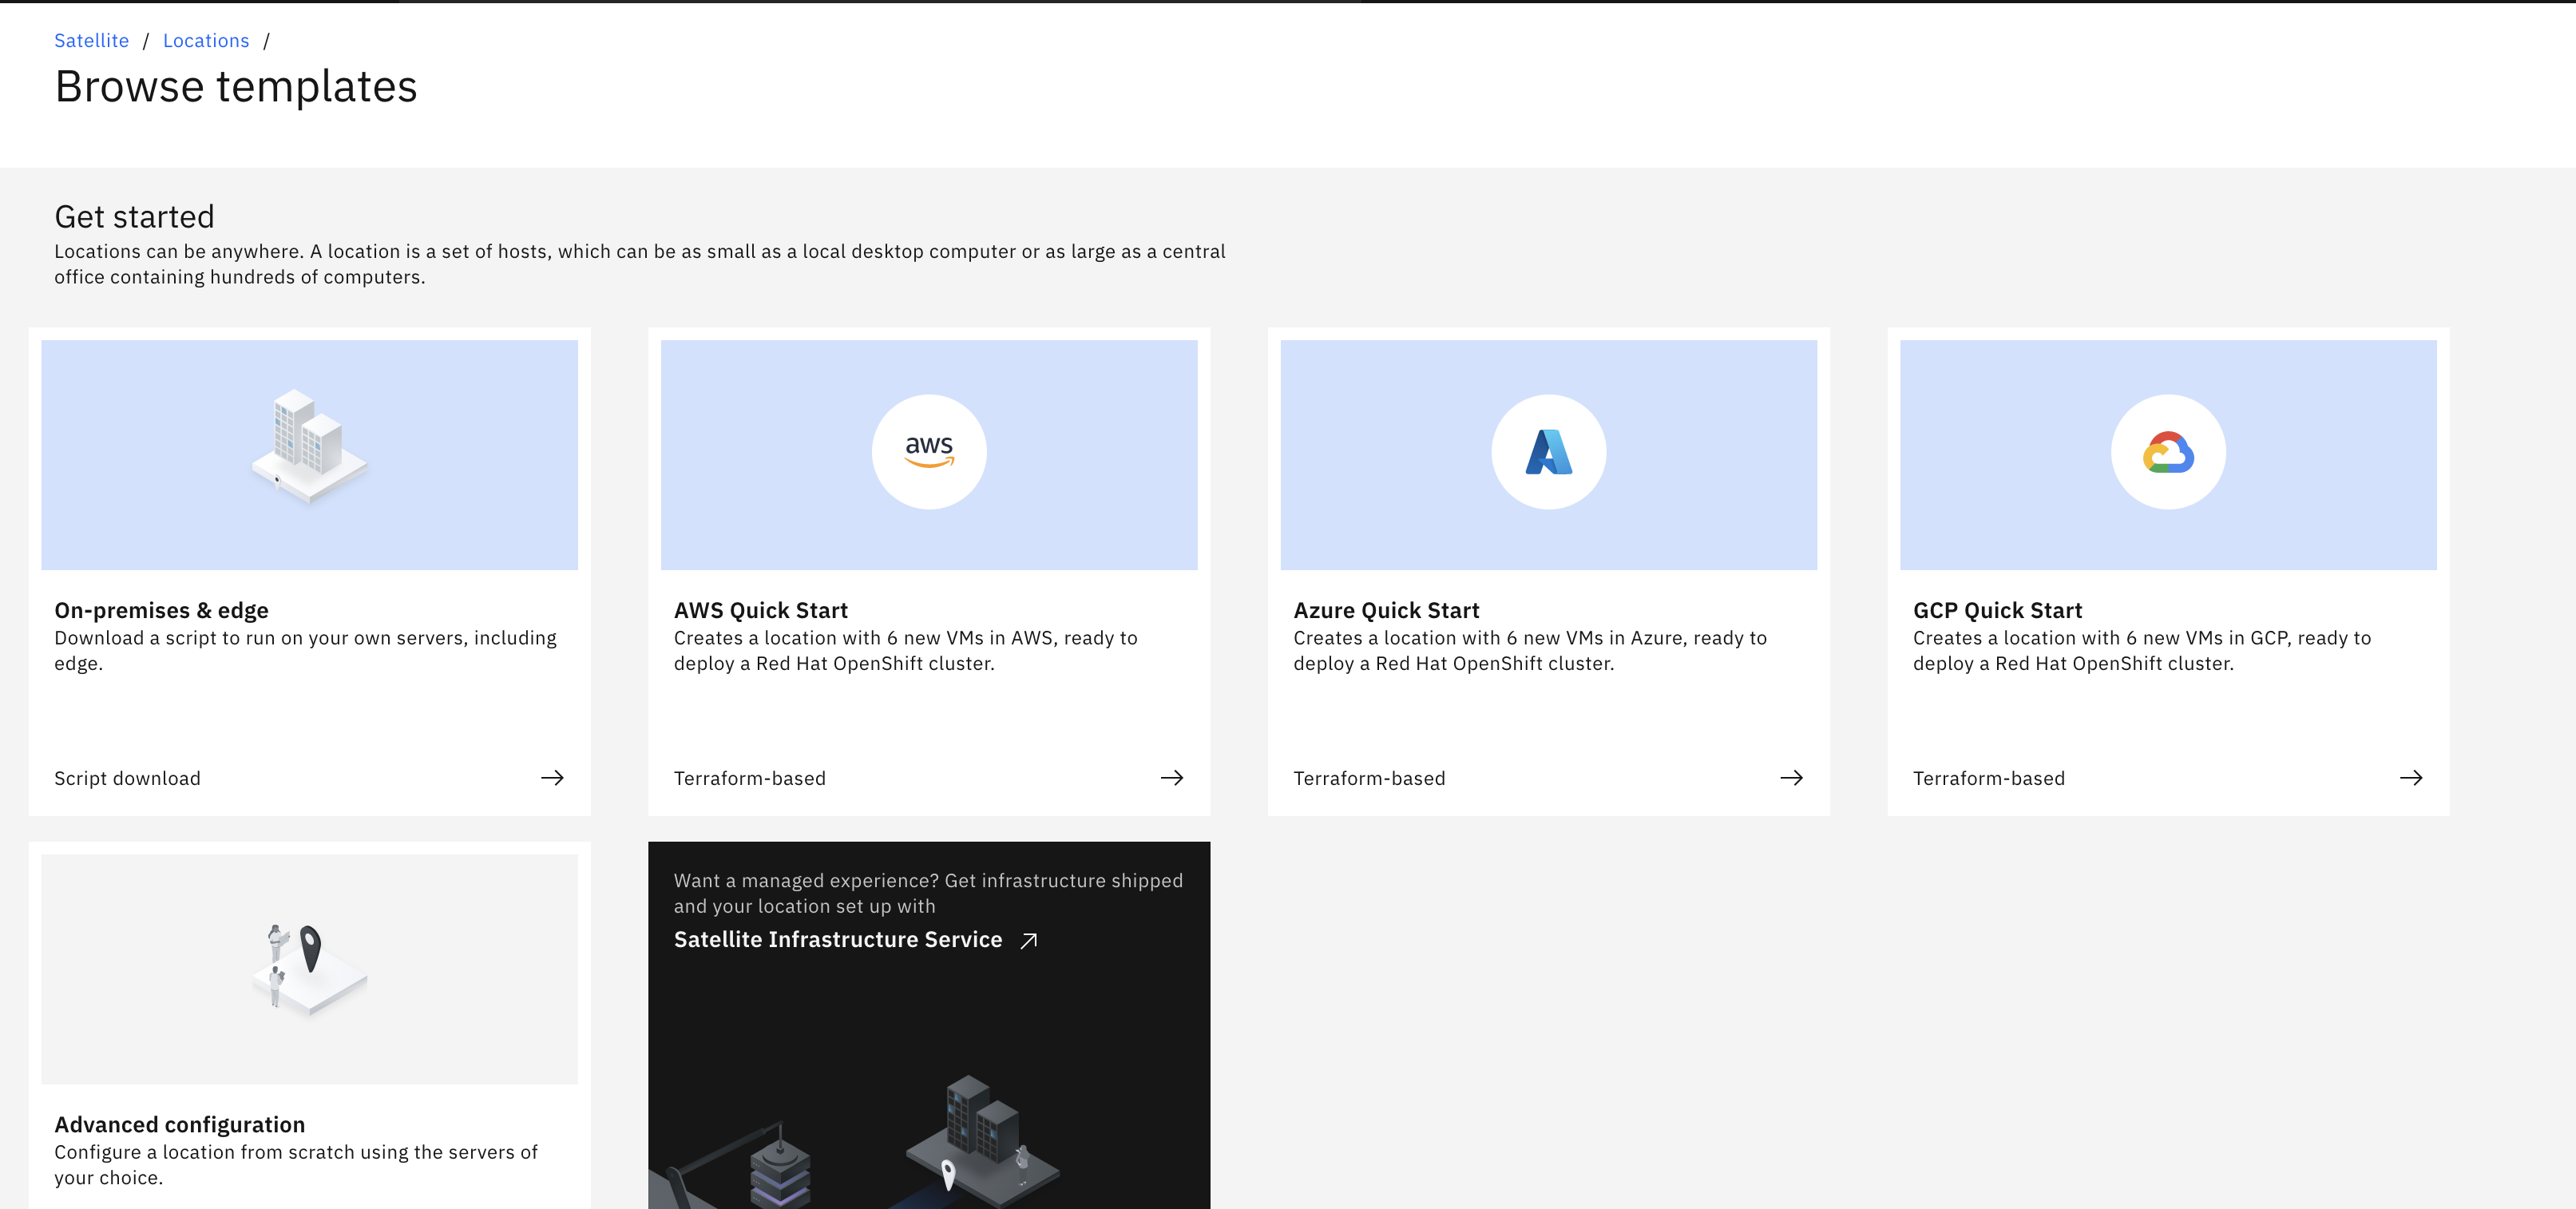 Satellite / Locations /
Browse templates
Get started
Locations can be anywhere. A location is a set of hosts, which can be as small as a local desktop computer or as large as a central
office containing hundreds of computers.
aws
On-premises & edge
Download a script to run on your own servers, including
edge.
Script download
AWS Quick Start
Creates a location with 6 new VMs in AWS, ready to
deploy a Red Hat OpenShift cluster.
Terraform-based
Azure Quick Start
Creates a location with 6 new VMs in Azure, ready to
deploy a Red Hat OpenShift cluster.
Terraform-based
GCP Quick Start
Creates a location with 6 new VMs in GCP, ready to
deploy a Red Hat OpenShift cluster.
Terraform-based
Advanced configuration
Configure a location from scratch using the servers of
your choice.
Want a managed experience? Get infrastructure shipped
and your location set up with
Satellite Infrastructure Service